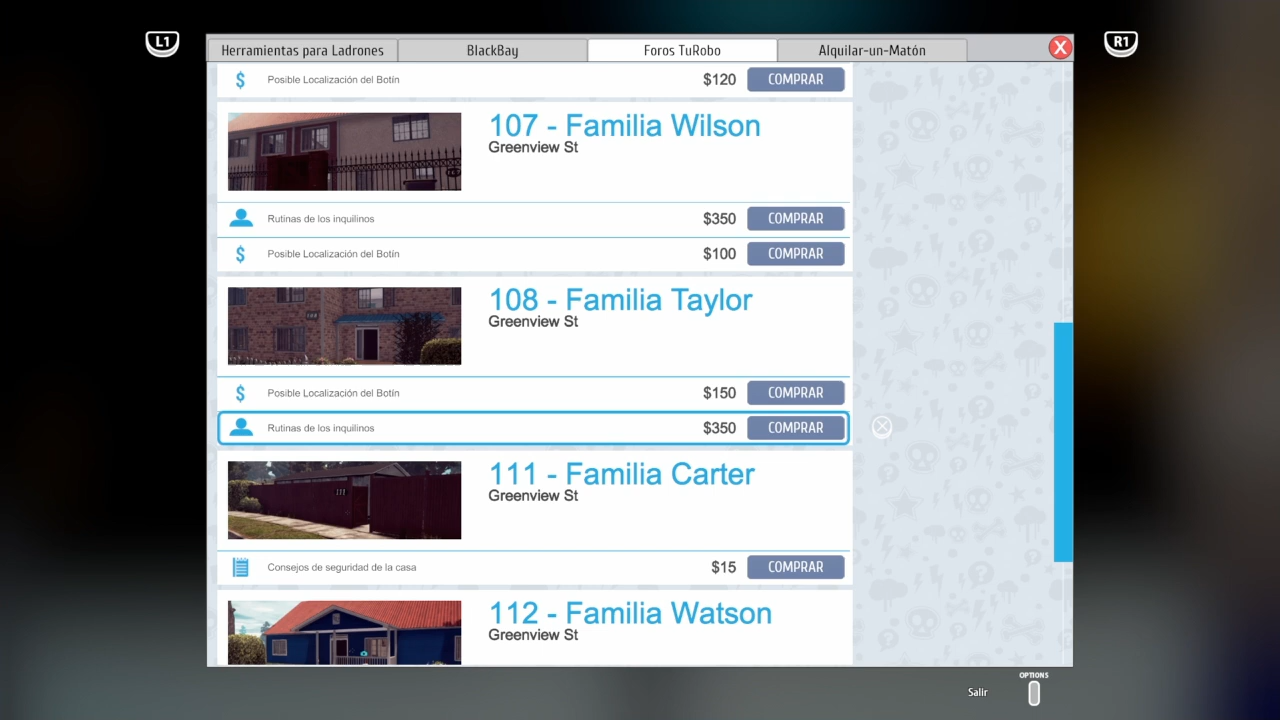 L1
R1
Herramientas para Ladrones
BlackBay
Foros TuRobo
Alquilar-un-Matón
X
$ Posible Localización del Botín $120 COMPRAR
107 - Familia Wilson
Greenview St
Rutinas de los inquilinos $350 COMPRAR
$ Posible Localización del Botín $100 COMPRAR
108 - Familia Taylor
Greenview St
$ Posible Localización del Botín $150 COMPRAR
Rutinas de los inquilinos $350 COMPRAR
111
111 - Familia Carter
Greenview St
Consejos de seguridad de la casa $15 COMPRAR
112 - Familia Watson
Greenview St
OPTIONS
Salir